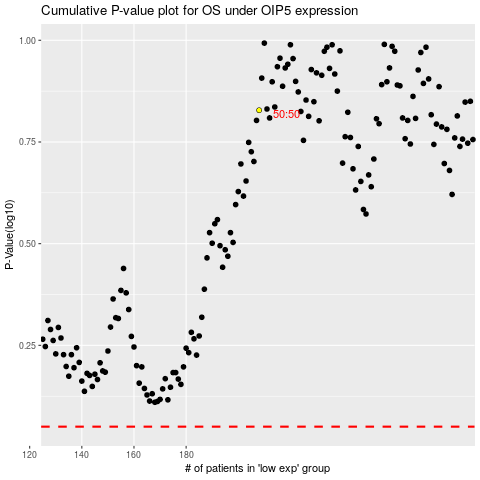 Cumulative P-value plot for OS under OIP5 expression
1.00
0.75
0.50
0.25
P-Value(log10)
50:50
120 140 160 180
# of patients in 'low exp' group